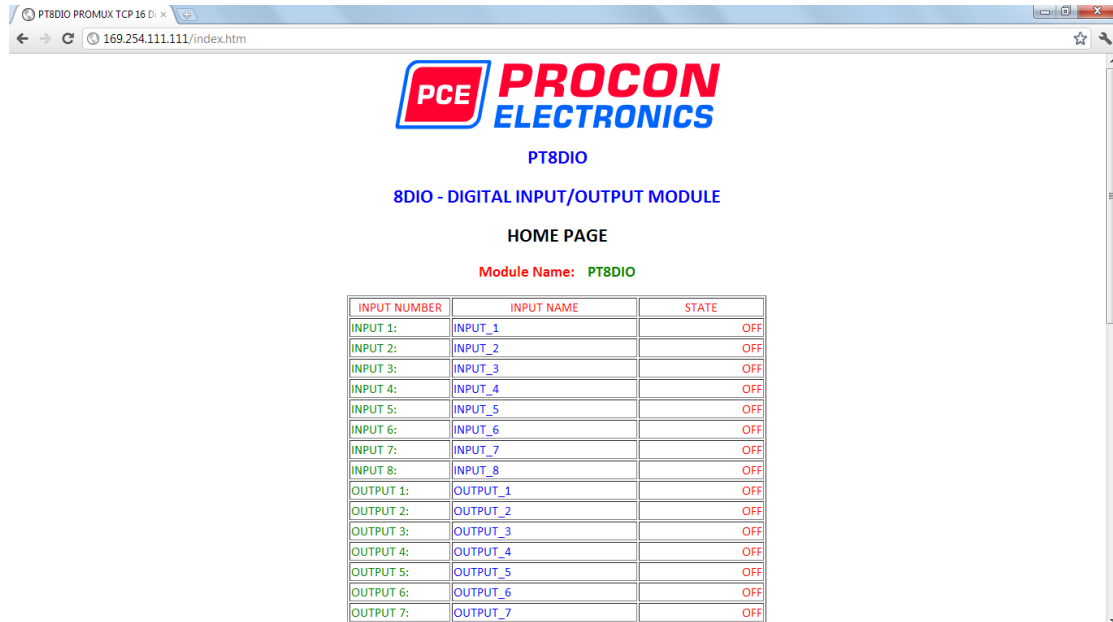 PT8DIO PROMUX TCP 16 Di
169.254.111.111/index.htm
PCE PROCON
ELECTRONICS
PT8DIO
8DIO - DIGITAL INPUT/OUTPUT MODULE
HOME PAGE
Module Name: PT8DIO
INPUT NUMBER INPUT NAME STATE
INPUT 1: INPUT_1 OFF
INPUT 2: INPUT_2 OFF
INPUT 3: INPUT_3 OFF
INPUT 4: INPUT_4 OFF
INPUT 5: INPUT_5 OFF
INPUT 6: INPUT_6 OFF
INPUT 7: INPUT_7 OFF
INPUT 8: INPUT_8 OFF
OUTPUT 1: OUTPUT_1 OFF
OUTPUT 2: OUTPUT_2 OFF
OUTPUT 3: OUTPUT_3 OFF
OUTPUT 4: OUTPUT_4 OFF
OUTPUT 5: OUTPUT_5 OFF
OUTPUT 6: OUTPUT_6 OFF
OUTPUT 7: OUTPUT_7 OFF